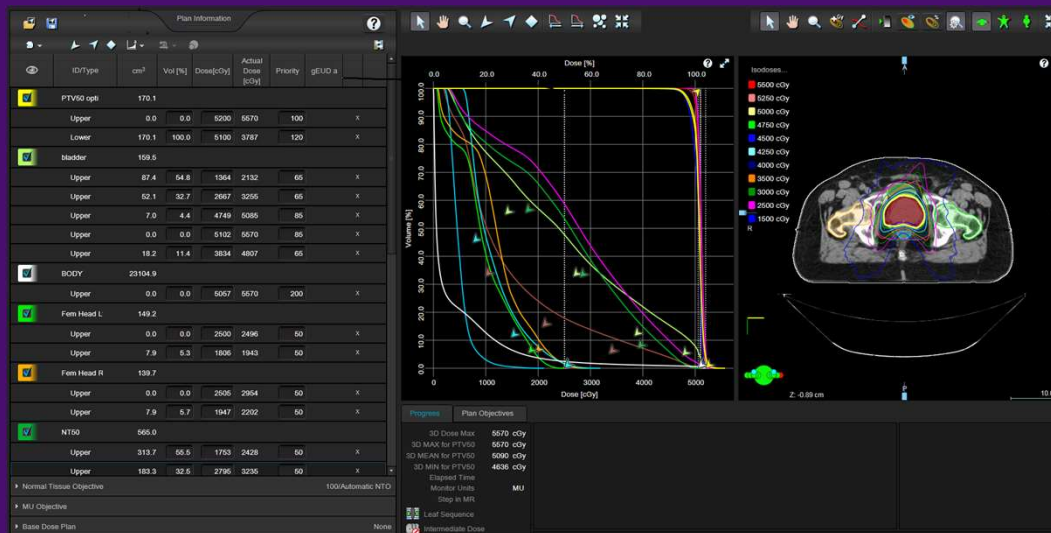 Plan Information
?
ID/Type cm³ Vol [%] Dose[cGy] Actual Dose [cGy] Priority gEUD a
PTV50 opti 170.1
Upper 0.0 0.0 5200 5570 100 x
Lower 170.1 100.0 5100 3787 120 x
bladder 159.5
Upper 87.4 54.8 1364 2132 65 x
Upper 52.1 32.7 2667 3255 65 x
Upper 7.0 4.4 4749 5085 85 x
Upper 0.0 0.0 5102 5570 85 x
Upper 18.2 11.4 3834 4807 65 x
BODY 23104.9
Upper 0.0 0.0 5057 5570 200 x
Fem Head L 149.2
Upper 0.0 0.0 2500 2496 50 x
Upper 7.9 5.3 1806 1943 50 x
Fem Head R 139.7
Upper 0.0 0.0 2505 2954 50 x
Upper 7.9 5.7 1947 2202 50 x
NT50 565.0
Upper 313.7 55.5 1753 2428 50 x
Upper 183.3 32.5 2795 3235 50 x
Normal Tissue Objective 100/Automatic NTO
MU Objective
Base Dose Plan None
Dose [%]
?
0.0 20.0 40.0 60.0 80.0 100.0
100.0
90.0
80.0
70.0
60.0
50.0
40.0
30.0
20.0
10.0
0.0
Volume [%]
0 1000 2000 3000 4000 5000
Dose [cGy]
Isodoses...
5500 cGy
5250 cGy
5000 cGy
4750 cGy
4500 cGy
4250 cGy
4000 cGy
3500 cGy
3000 cGy
2500 cGy
1500 cGy
A
?
R
P
Z: -0.89 cm
10.0
Progress Plan Objectives
3D Dose Max 5570 cGy
3D MAX for PTV50 5570 cGy
3D MEAN for PTV50 5090 cGy
3D MIN for PTV50 4636 cGy
Elapsed Time
Monitor Units MU
Step in MR
Leaf Sequence
Intermediate Dose